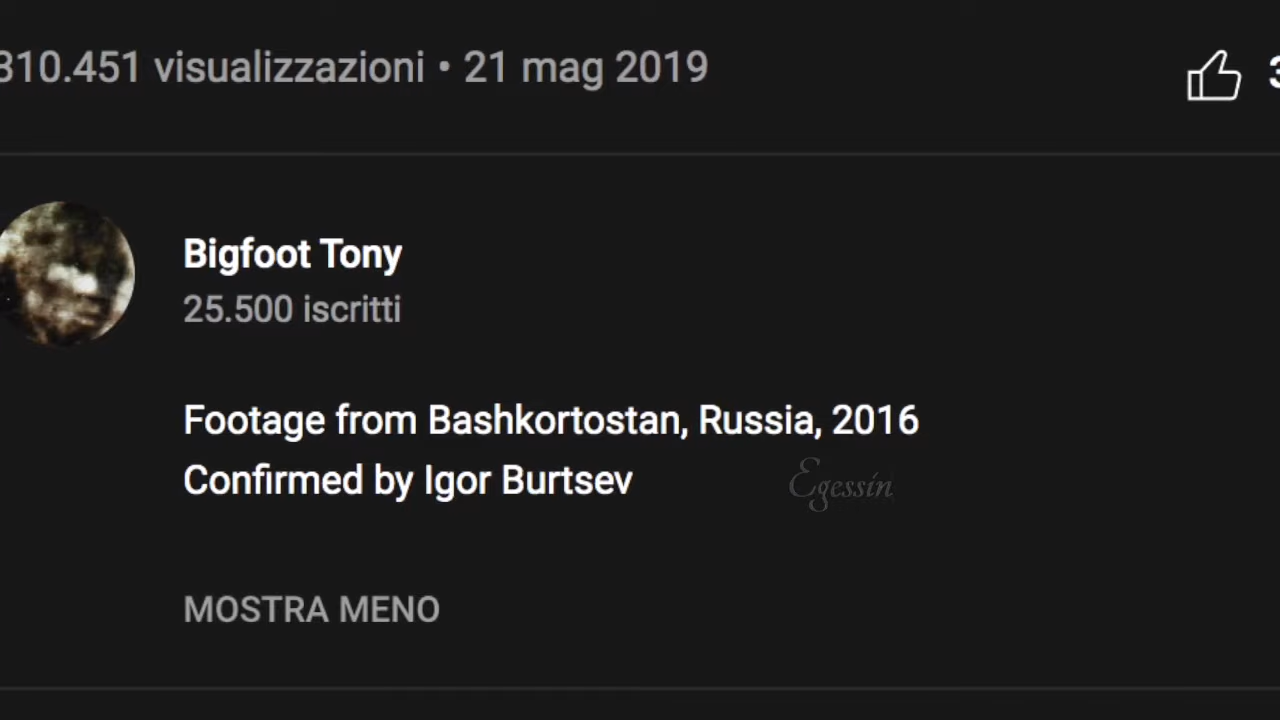 310.451 visualizzazioni • 21 mag 2019
Bigfoot Tony
25.500 iscritti
Footage from Bashkortostan, Russia, 2016
Confirmed by Igor Burtsev
Egessin
MOSTRA MENO